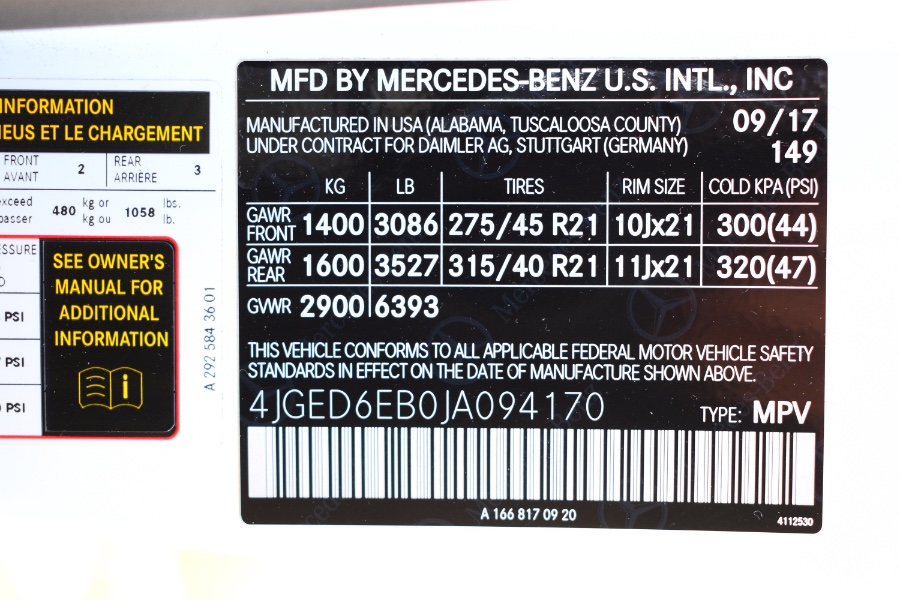 INFORMATION
NEUS ET LE CHARGEMENT
FRONT
AVANT
2
REAR
ARRIÈRE
3
480 kg or
kg ou
1058 lbs.
lb.
SEE OWNER'S
MANUAL FOR
ADDITIONAL
INFORMATION
PSI
PSI
PSI
A 292 584 36 01
MFD BY MERCEDES-BENZ U.S. INTL., INC
MANUFACTURED IN USA (ALABAMA, TUSCALOOSA COUNTY) 09/17
UNDER CONTRACT FOR DAIMLER AG, STUTTGART (GERMANY) 149
KG LB TIRES RIM SIZE COLD KPA (PSI)
GAWR FRONT 1400 3086 275/45 R21 10Jx21 300(44)
GAWR REAR 1600 3527 315/40 R21 11Jx21 320(47)
GVWR 2900 6393
THIS VEHICLE CONFORMS TO ALL APPLICABLE FEDERAL MOTOR VEHICLE SAFETY
STANDARDS IN EFFECT ON THE DATE OF MANUFACTURE SHOWN ABOVE.
4JGED6EB0JA094170 TYPE: MPV
A 166 817 09 20
4112530